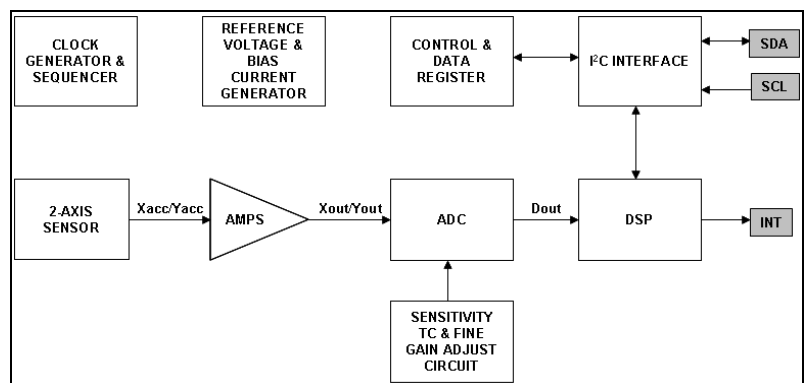 CLOCK
GENERATOR &
SEQUENCER
REFERENCE
VOLTAGE &
BIAS
CURRENT
GENERATOR
CONTROL &
DATA
REGISTER
I²C INTERFACE
SDA
SCL
2-AXIS
SENSOR
Xacc/Yacc
AMPS
Xout/Yout
ADC
Dout
DSP
INT
SENSITIVITY
TC & FINE
GAIN ADJUST
CIRCUIT